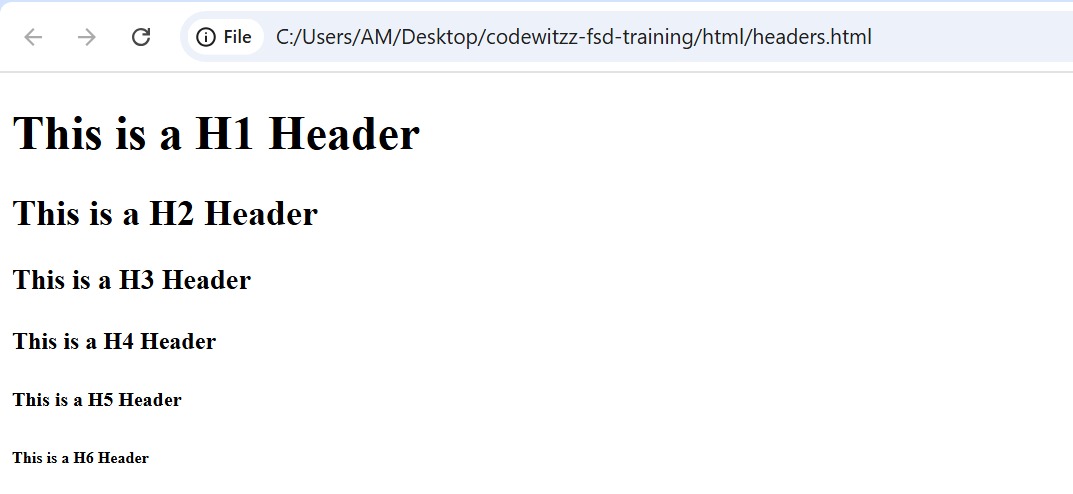 File C:/Users/AM/Desktop/codewitzz-fsd-training/html/headers.html
This is a H1 Header
This is a H2 Header
This is a H3 Header
This is a H4 Header
This is a H5 Header
This is a H6 Header